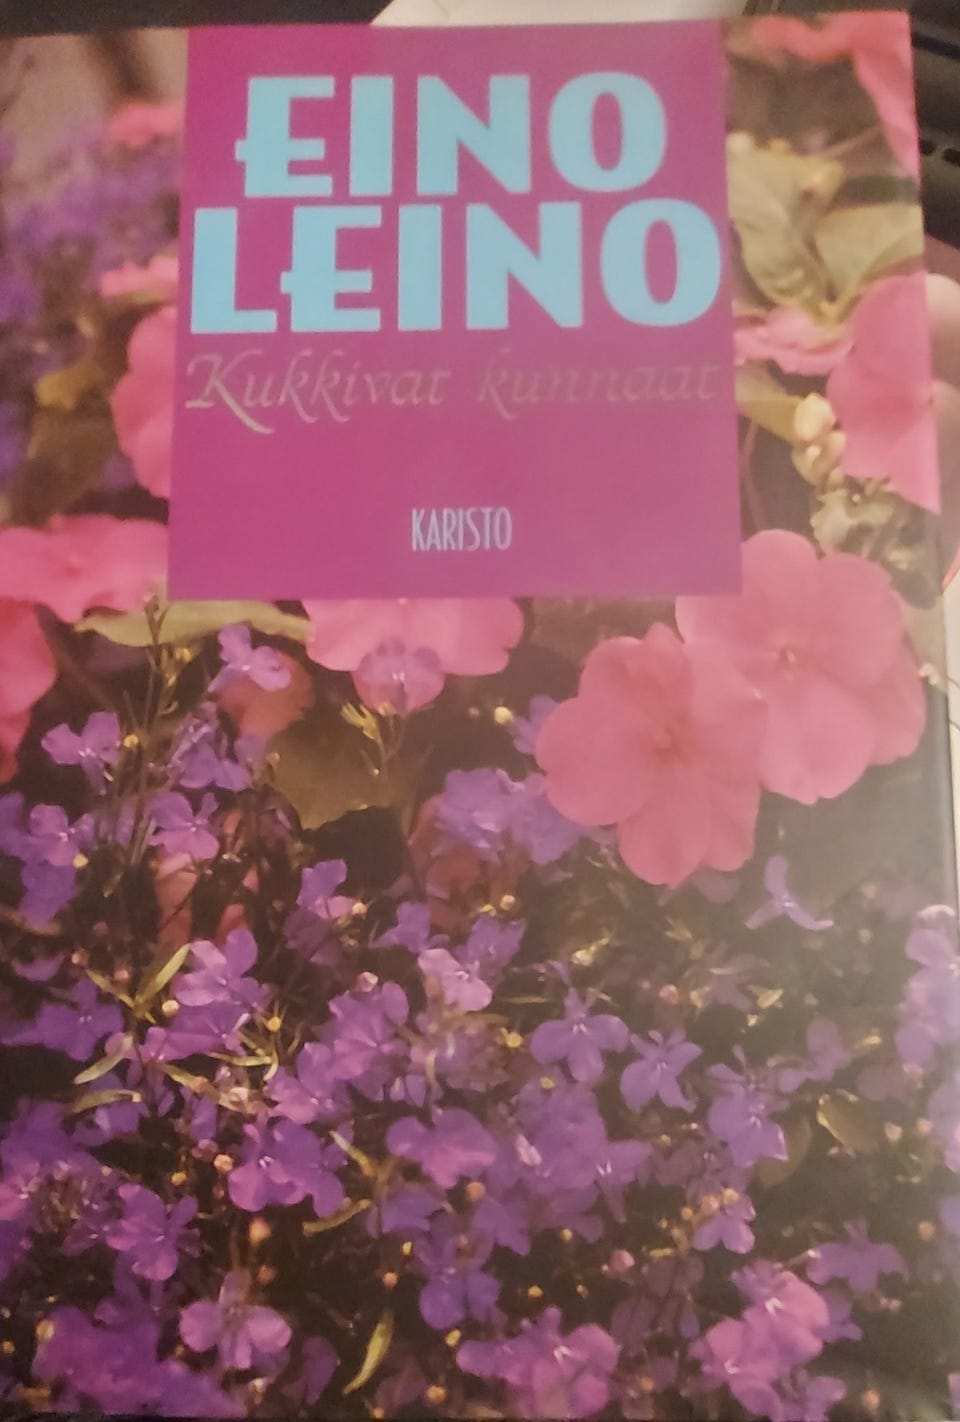 EINO
LEINO
Kukkivat kunnaat
KARISTO